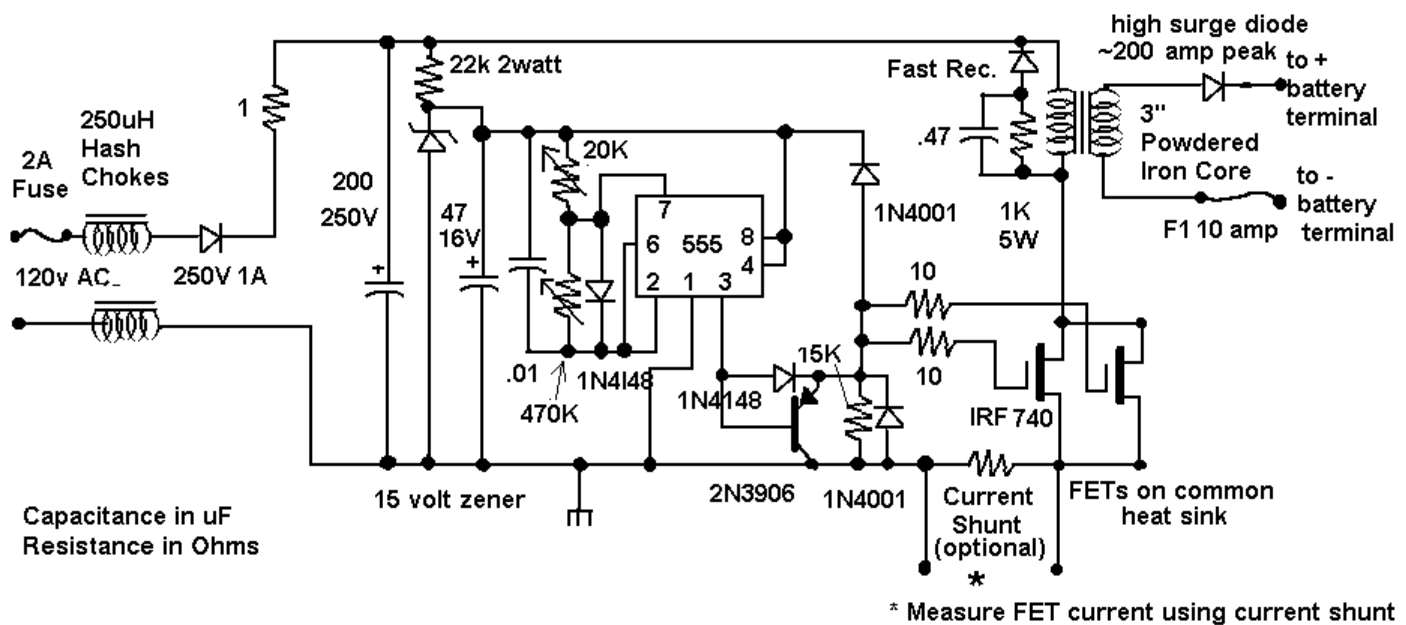 high surge diode
~200 amp peak
to +
battery
terminal
22k 2watt
Fast Rec.
1
250uH
Hash
Chokes
2A
Fuse
3"
Powdered
Iron Core
.47
20K
7
6
555
8
4
2
1
3
200
250V
47
16V
+
+
1N4001
1K
5W
to -
battery
terminal
F1 10 amp
120v AC_
250V 1A
10
10
.01
1N4148
470K
1N4148
15K
IRF 740
15 volt zener
2N3906
1N4001
Current
Shunt
(optional)
*
FETs on common
heat sink
Capacitance in uF
Resistance in Ohms
* Measure FET current using current shunt